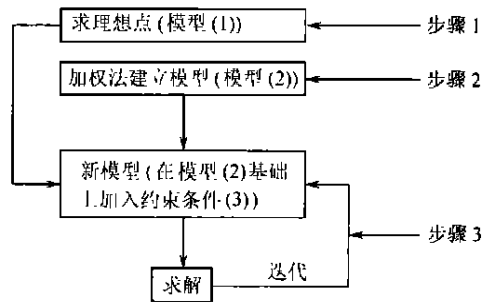 求理想点(模型(1))
步骤1
加权法建立模型(模型(2))
步骤2
新模型(在模型(2)基础
上加入约束条件(3))
步骤3
求解
迭代